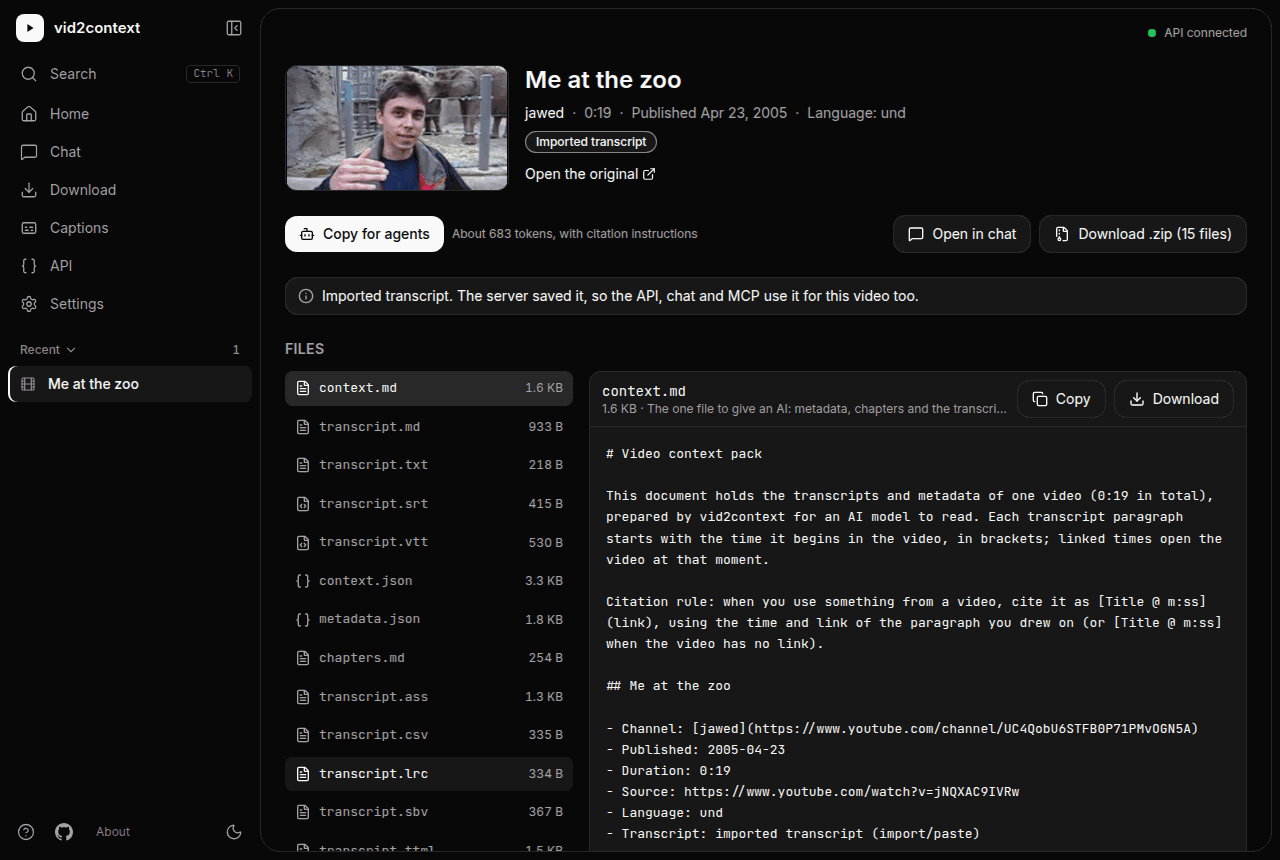 vid2context
API connected
Search
Ctrl K
Home
Chat
Download
Captions
API
Settings
Recent
1
Me at the zoo
About
Me at the zoo
jawed · 0:19 · Published Apr 23, 2005 · Language: und
Imported transcript
Open the original
Copy for agents
About 683 tokens, with citation instructions
Open in chat
Download .zip (15 files)
Imported transcript. The server saved it, so the API, chat and MCP use it for this video too.
FILES
context.md 1.6 KB
transcript.md 933 B
transcript.txt 218 B
transcript.srt 415 B
transcript.vtt 530 B
context.json 3.3 KB
metadata.json 1.8 KB
chapters.md 254 B
transcript.ass 1.3 KB
transcript.csv 335 B
transcript.lrc 334 B
transcript.sbv 367 B
transcript.ttml 1.5 KB
context.md
1.6 KB · The one file to give an AI: metadata, chapters and the transcri...
Copy
Download
# Video context pack
This document holds the transcripts and metadata of one video (0:19 in total),
prepared by vid2context for an AI model to read. Each transcript paragraph
starts with the time it begins in the video, in brackets; linked times open the
video at that moment.
Citation rule: when you use something from a video, cite it as [Title @ m:ss]
(link), using the time and link of the paragraph you drew on (or [Title @ m:ss]
when the video has no link).
## Me at the zoo
- Channel: [jawed](https://www.youtube.com/channel/UC4QobU6STFB0P71PMvOGN5A)
- Published: 2005-04-23
- Duration: 0:19
- Source: https://www.youtube.com/watch?v=jNQXAC9IVRw
- Language: und
- Transcript: imported transcript (import/paste)